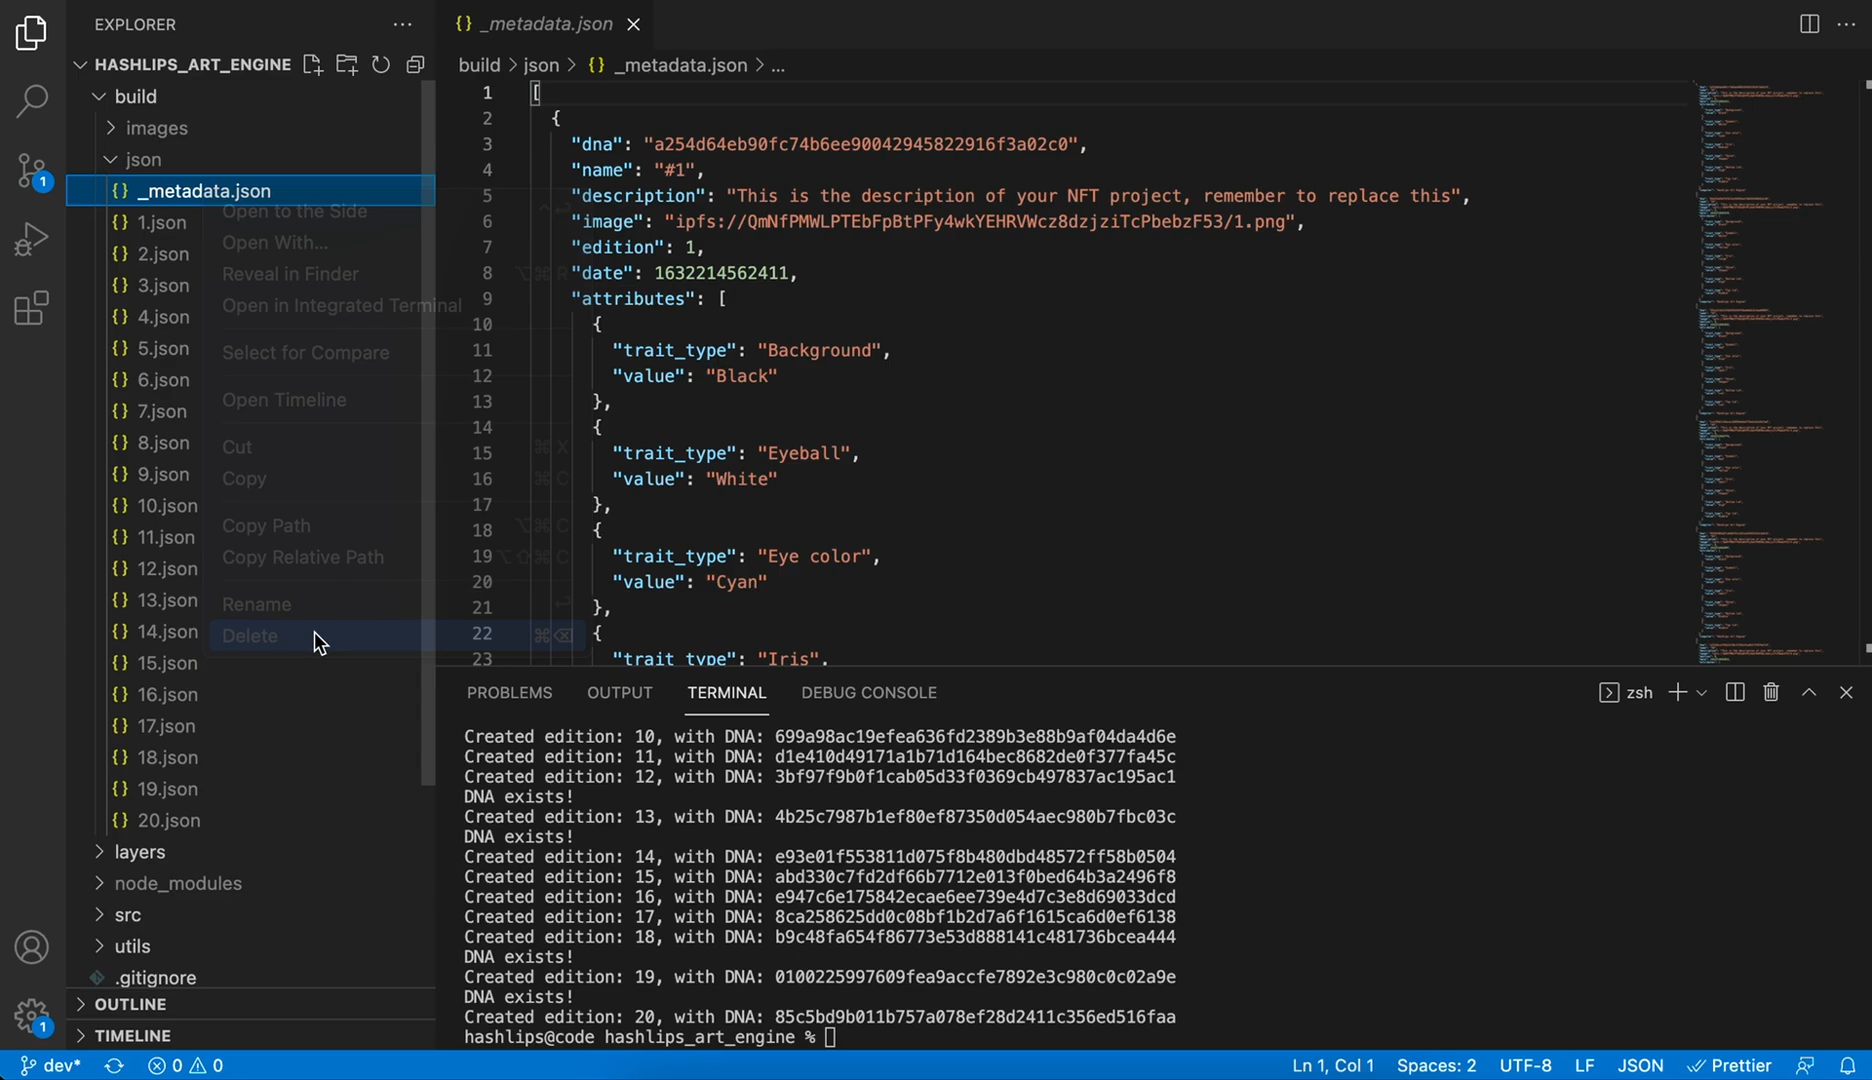 EXPLORER
HASHLIPS_ART_ENGINE
build
images
json
_metadata.json
1.json
2.json
3.json
4.json
5.json
6.json
7.json
8.json
9.json
10.json
11.json
12.json
13.json
14.json
15.json
16.json
17.json
18.json
19.json
20.json
layers
node_modules
src
utils
.gitignore
OUTLINE
TIMELINE
Open to the Side
Open With...
Reveal in Finder ⌥⌘R
Open in Integrated Terminal
Select for Compare
Open Timeline
Cut ⌘X
Copy ⌘C
Copy Path ⌥⌘C
Copy Relative Path ⌥⇧⌘C
Rename
Delete ⌘⌫
{} _metadata.json
build > json > {} _metadata.json > ...
1 [
2 {
3 "dna": "a254d64eb90fc74b6ee90042945822916f3a02c0",
4 "name": "#1",
5 "description": "This is the description of your NFT project, remember to replace this",
6 "image": "ipfs://QmNfPMWLPTEbFpBtPFy4wkYEHRVWcz8dzjziTcPbebzF53/1.png",
7 "edition": 1,
8 "date": 1632214562411,
9 "attributes": [
10 {
11 "trait_type": "Background",
12 "value": "Black"
13 },
14 {
15 "trait_type": "Eyeball",
16 "value": "White"
17 },
18 {
19 "trait_type": "Eye color",
20 "value": "Cyan"
21 },
22 {
23 "trait_type": "Iris",
PROBLEMS OUTPUT TERMINAL DEBUG CONSOLE zsh
Created edition: 10, with DNA: 699a98ac19efea636fd2389b3e88b9af04da4d6e
Created edition: 11, with DNA: d1e410d49171a1b71d164bec8682de0f377fa45c
Created edition: 12, with DNA: 3bf97f9b0f1cab05d33f0369cb497837ac195ac1
DNA exists!
Created edition: 13, with DNA: 4b25c7987b1ef80ef87350d054aec980b7fbc03c
DNA exists!
Created edition: 14, with DNA: e93e01f553811d075f8b480dbd48572ff58b0504
Created edition: 15, with DNA: abd330c7fd2df66b7712e013f0bed64b3a2496f8
Created edition: 16, with DNA: e947c6e175842ecae6ee739e4d7c3e8d69033dcd
Created edition: 17, with DNA: 8ca258625dd0c08bf1b2d7a6f1615ca6d0ef6138
Created edition: 18, with DNA: b9c48fa654f86773e53d888141c481736bcea444
DNA exists!
Created edition: 19, with DNA: 0100225997609fea9accfe7892e3c980c0c02a9e
DNA exists!
Created edition: 20, with DNA: 85c5bd9b011b757a078ef28d2411c356ed516faa
hashlips@code hashlips_art_engine %
1
1
dev* 0 0 Ln 1, Col 1 Spaces: 2 UTF-8 LF JSON Prettier